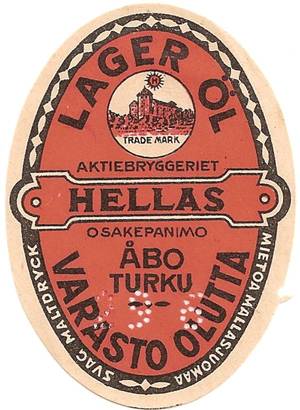 LAGER ÖL
H
TRADE MARK
AKTIEBRYGGERIET
HELLAS
OSAKEPANIMO
ÅBO
TURKU
VARASTO OLUTTA
SVAG MALTDRYCK
MIETOA MALLASJUOMAA